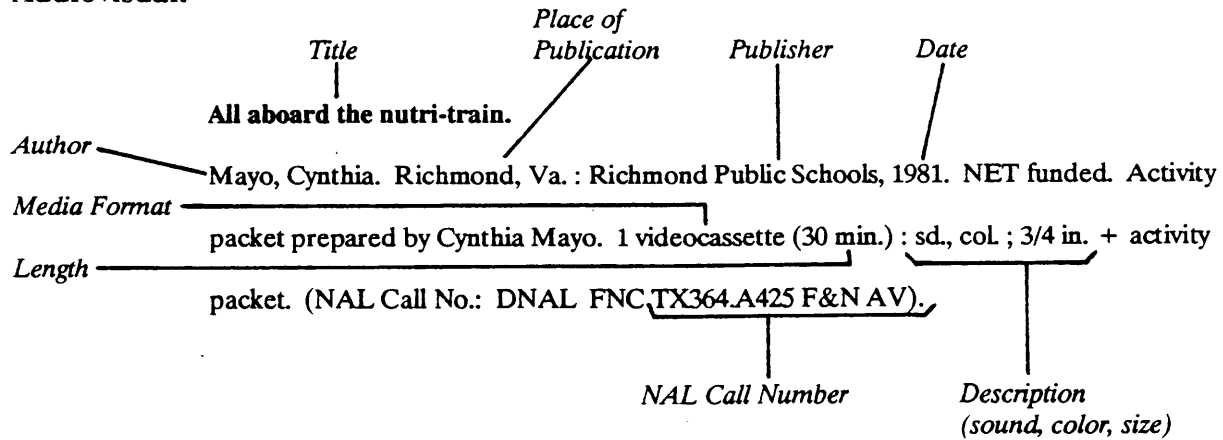 Place of
Title Publication Publisher Date
All aboard the nutri-train.
Author
Mayo, Cynthia. Richmond, Va. : Richmond Public Schools, 1981. NET funded. Activity
Media Format
packet prepared by Cynthia Mayo. 1 videocassette (30 min.) : sd., col. ; 3/4 in. + activity
Length
packet. (NAL Call No.: DNAL FNC TX364.A425 F&N AV).
NAL Call Number Description
(sound, color, size)